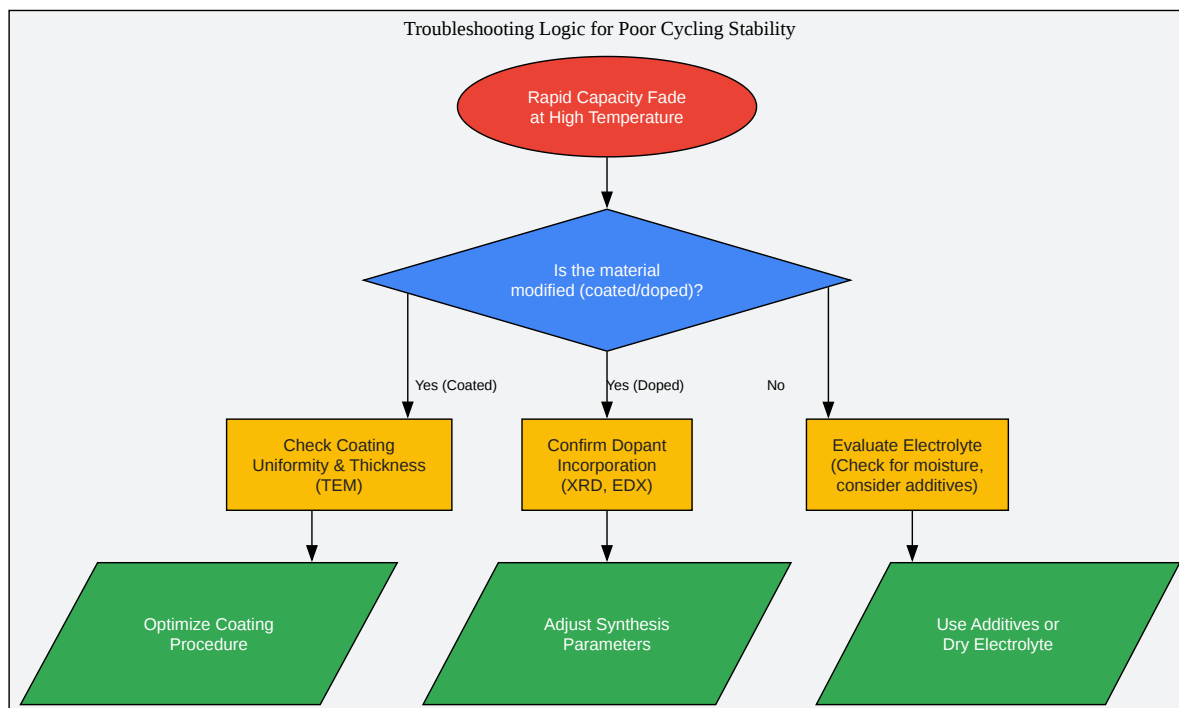 Troubleshooting Logic for Poor Cycling Stability
Rapid Capacity Fade
at High Temperature
Is the material
modified (coated/doped)?
Yes (Coated)
Yes (Doped)
No
Check Coating
Uniformity & Thickness
(TEM)
Confirm Dopant
Incorporation
(XRD, EDX)
Evaluate Electrolyte
(Check for moisture,
consider additives)
Optimize Coating
Procedure
Adjust Synthesis
Parameters
Use Additives or
Dry Electrolyte